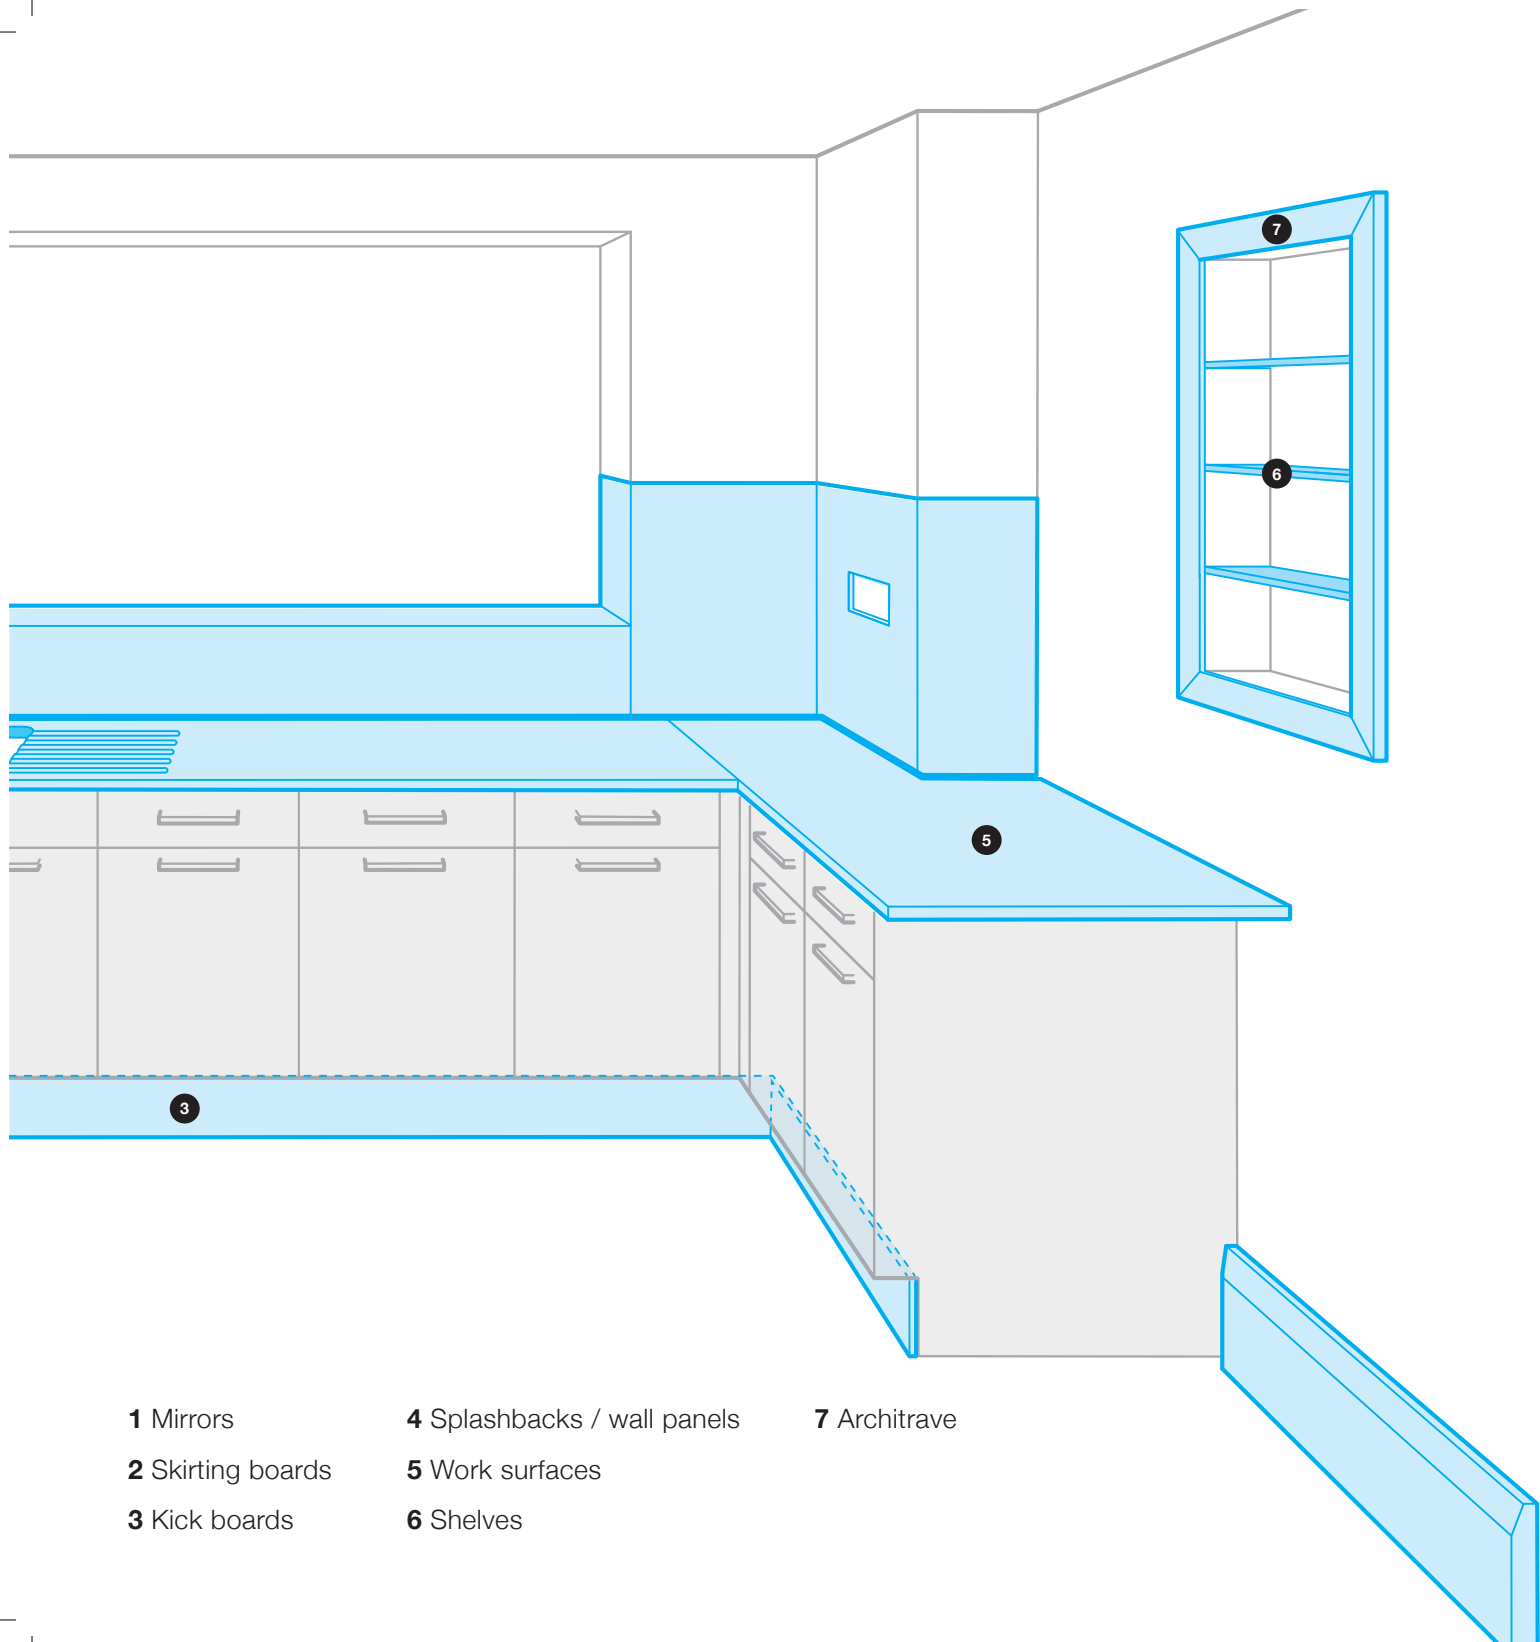 7
6
5
3
1 Mirrors
2 Skirting boards
3 Kick boards
4 Splashbacks / wall panels
5 Work surfaces
6 Shelves
7 Architrave